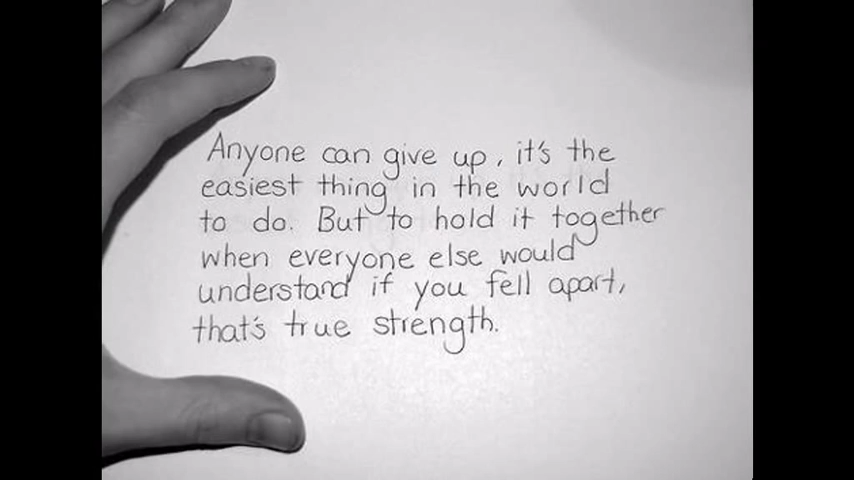 Anyone can give up, it's the
easiest thing in the world
to do. But to hold it together
when everyone else would
understand if you fell apart,
that's true strength.